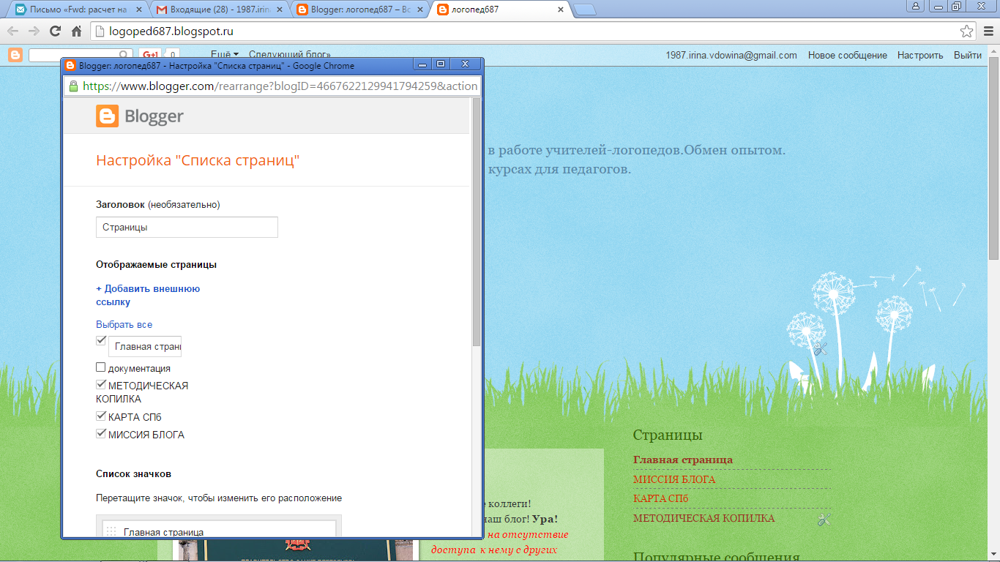 Письмо «Fwd: расчет на
Входящие (28) - 1987.irin
Blogger: логопед687 – Вс
логопед687
logoped687.blogspot.ru
G+1
0
Ещё
Следующий блог»
1987.irina.vdowina@gmail.com
Новое сообщение
Настроить
Выйти
Blogger: логопед687 - Настройка "Списка страниц" - Google Chrome
https://www.blogger.com/rearrange?blogID=4667622129941794259&action
Blogger
Настройка "Списка страниц"
Заголовок (необязательно)
Страницы
Отображаемые страницы
+ Добавить внешнюю
ссылку
Выбрать все
Главная страни
документация
МЕТОДИЧЕСКАЯ
КОПИЛКА
КАРТА СПб
МИССИЯ БЛОГА
Список значков
Перетащите значок, чтобы изменить его расположение
Главная страница
в работе учителей-логопедов.Обмен опытом.
курсах для педагогов.
Страницы
Главная страница
МИССИЯ БЛОГА
КАРТА СПб
МЕТОДИЧЕСКАЯ КОПИЛКА
Популярные сообщения
е коллеги!
наш блог! Ура!
на отсутствие
доступа к нему с других